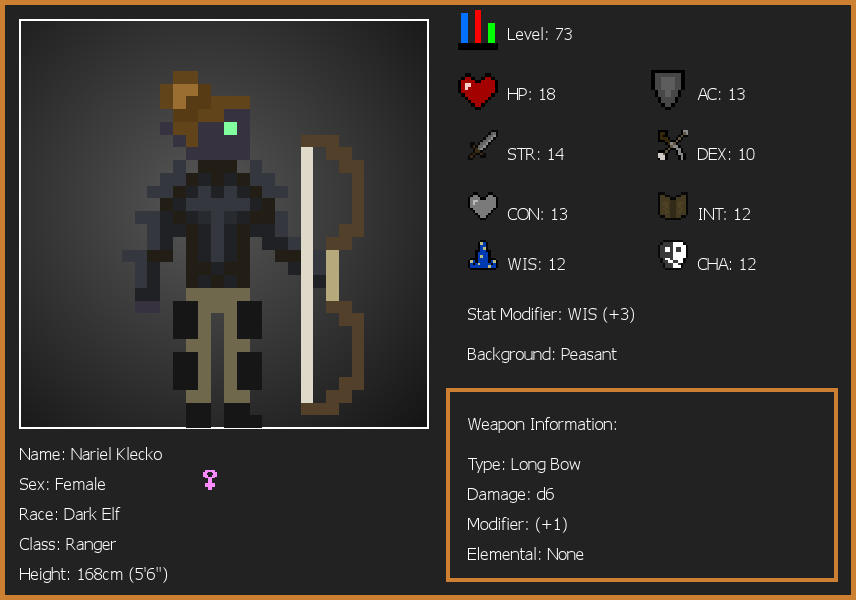 Level: 73
HP: 18
AC: 13
STR: 14
DEX: 10
CON: 13
INT: 12
WIS: 12
CHA: 12
Stat Modifier: WIS (+3)
Background: Peasant
Weapon Information:
Type: Long Bow
Damage: d6
Modifier: (+1)
Elemental: None
Name: Nariel Klecko
Sex: Female
Race: Dark Elf
Class: Ranger
Height: 168cm (5'6")